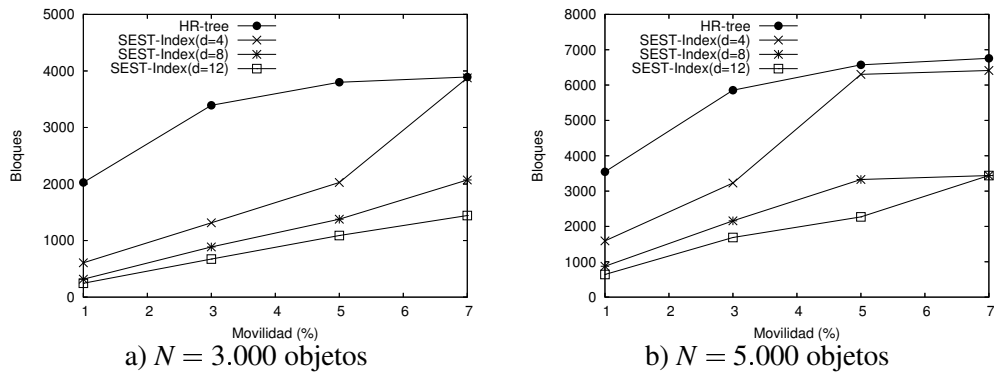 5000
4000
3000
2000
1000
0
Bloques
HR-tree
SEST-Index(d=4)
SEST-Index(d=8)
SEST-Index(d=12)
1 2 3 4 5 6 7
Movilidad (%)
a) N = 3.000 objetos
8000
7000
6000
5000
4000
3000
2000
1000
0
Bloques
HR-tree
SEST-Index(d=4)
SEST-Index(d=8)
SEST-Index(d=12)
1 2 3 4 5 6 7
Movilidad (%)
b) N = 5.000 objetos